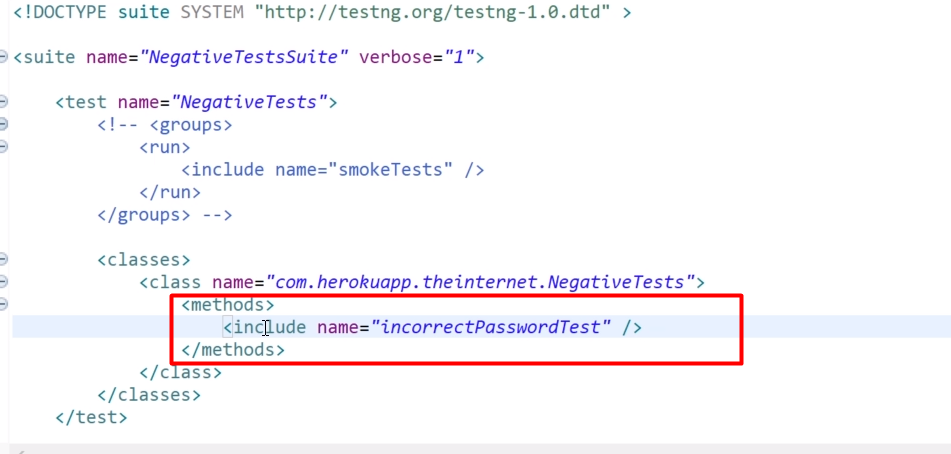 <!DOCTYPE suite SYSTEM "http://testng.org/testng-1.0.dtd" >
<suite name="NegativeTestsSuite" verbose="1">
<test name="NegativeTests">
<!-- <groups>
<run>
<include name="smokeTests" />
</run>
</groups> -->
<classes>
<class name="com.herokuapp.theinternet.NegativeTests">
<methods>
<include name="incorrectPasswordTest" />
</methods>
</class>
</classes>
</test>